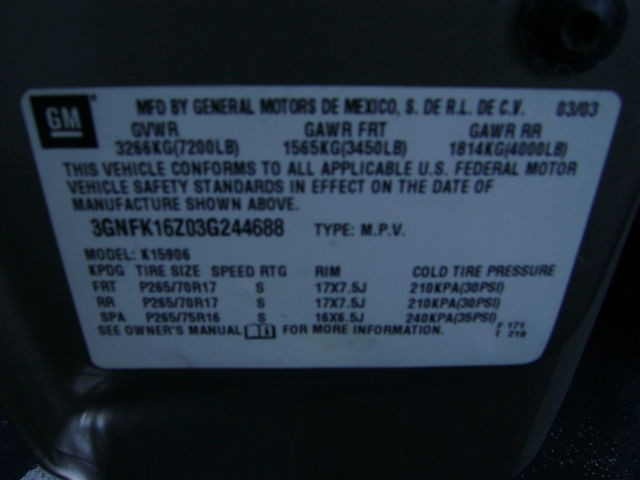 GM
MFD BY GENERAL MOTORS DE MEXICO, S. DE R.L. DE C.V. 03/03
GVWR GAWR FRT GAWR RR
3266KG(7200LB) 1565KG(3450LB) 1814KG(4000LB)
THIS VEHICLE CONFORMS TO ALL APPLICABLE U.S. FEDERAL MOTOR
VEHICLE SAFETY STANDARDS IN EFFECT ON THE DATE OF
MANUFACTURE SHOWN ABOVE.
3GNFK16Z03G244688 TYPE: M.P.V.
MODEL: K15906
KPDG TIRE SIZE SPEED RTG RIM COLD TIRE PRESSURE
FRT P265/70R17 S 17X7.5J 210KPA(30PSI)
RR P265/70R17 S 17X7.5J 210KPA(30PSI)
SPA P265/75R16 S 16X6.5J 240KPA(35PSI)
SEE OWNER'S MANUAL FOR MORE INFORMATION. F 171
T 210